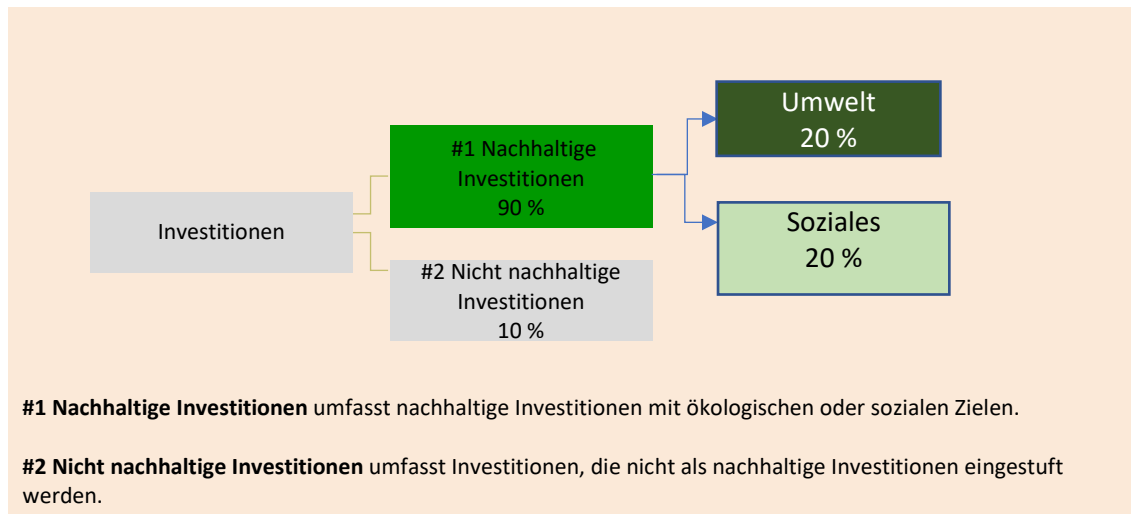 Umwelt
20 %
#1 Nachhaltige
Investitionen
90 %
Investitionen
Soziales
20 %
#2 Nicht nachhaltige
Investitionen
10 %
#1 Nachhaltige Investitionen umfasst nachhaltige Investitionen mit ökologischen oder sozialen Zielen.
#2 Nicht nachhaltige Investitionen umfasst Investitionen, die nicht als nachhaltige Investitionen eingestuft
werden.